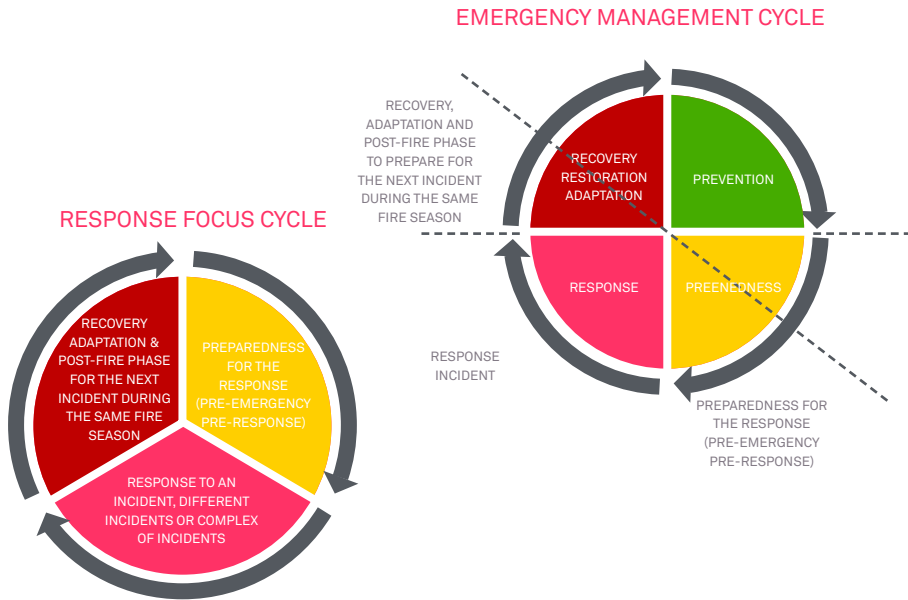 EMERGENCY MANAGEMENT CYCLE
RECOVERY,
ADAPTATION AND
POST-FIRE PHASE
TO PREPARE FOR
THE NEXT INCIDENT
DURING THE SAME
FIRE SEASON
RECOVERY
RESTORATION
ADAPTATION
PREVENTION
RESPONSE
PREENEDNESS
RESPONSE
INCIDENT
PREPAREDNESS FOR
THE RESPONSE
(PRE-EMERGENCY
PRE-RESPONSE)
RESPONSE FOCUS CYCLE
RECOVERY
ADAPTATION &
POST-FIRE PHASE
FOR THE NEXT
INCIDENT DURING
THE SAME FIRE
SEASON
PREPAREDNESS
FOR THE
RESPONSE
(PRE-EMERGENCY
PRE-RESPONSE)
RESPONSE TO AN
INCIDENT, DIFFERENT
INCIDENTS OR COMPLEX
OF INCIDENTS